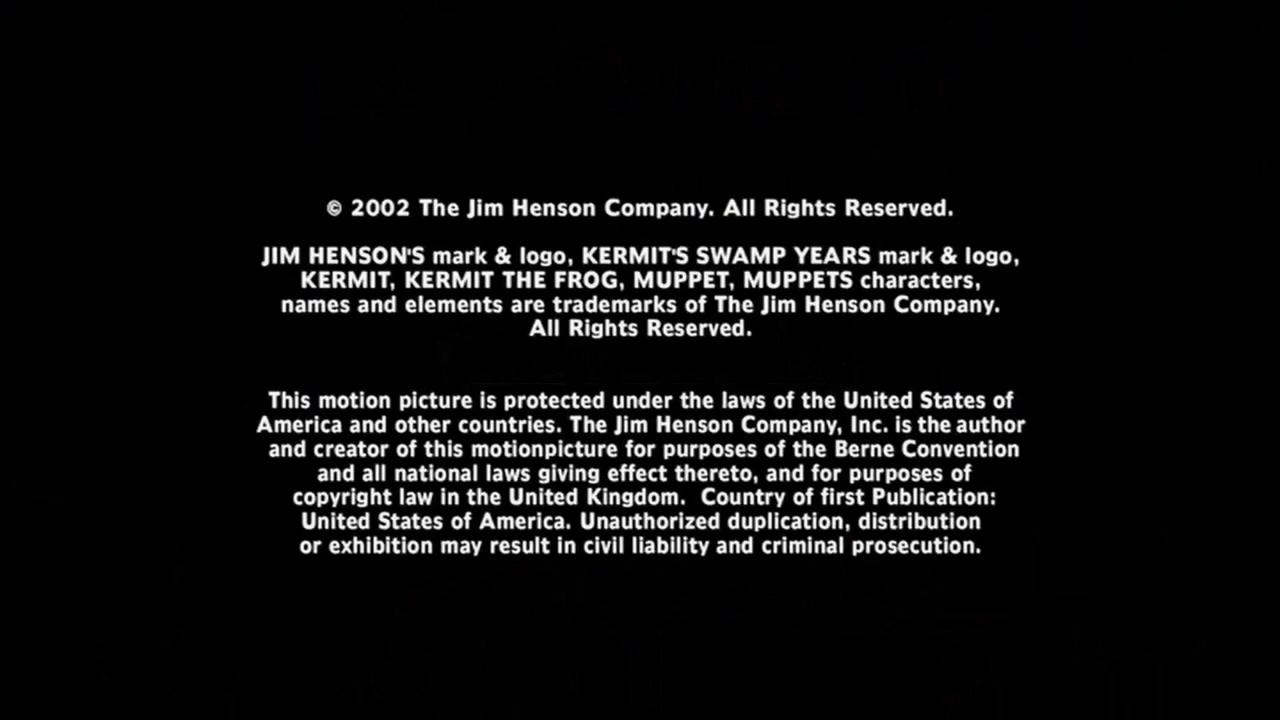 © 2002 The Jim Henson Company. All Rights Reserved.
JIM HENSON'S mark & logo, KERMIT'S SWAMP YEARS mark & logo,
KERMIT, KERMIT THE FROG, MUPPET, MUPPETS characters,
names and elements are trademarks of The Jim Henson Company.
All Rights Reserved.
This motion picture is protected under the laws of the United States of
America and other countries. The Jim Henson Company, Inc. is the author
and creator of this motionpicture for purposes of the Berne Convention
and all national laws giving effect thereto, and for purposes of
copyright law in the United Kingdom. Country of first Publication:
United States of America. Unauthorized duplication, distribution
or exhibition may result in civil liability and criminal prosecution.